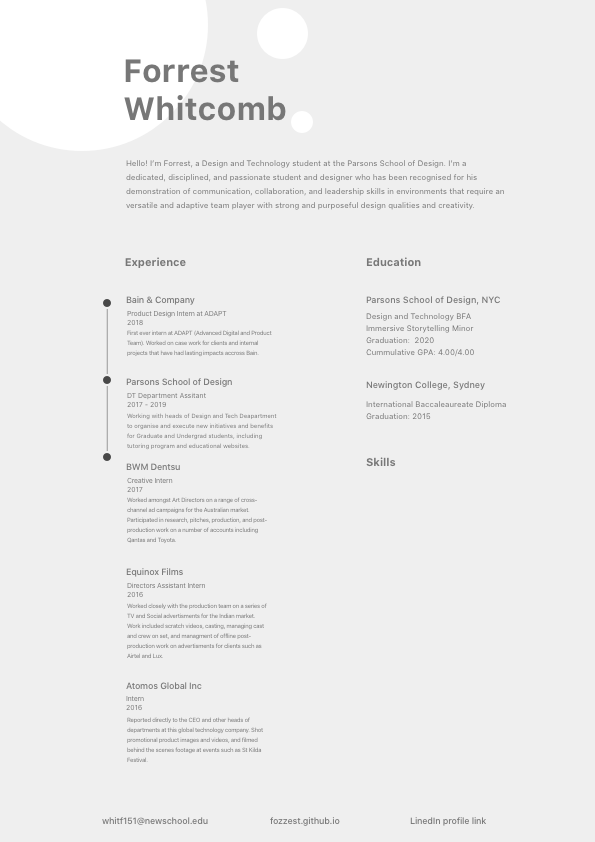 Forrest
Whitcomb
Hello! I'm Forrest, a Design and Technology student at the Parsons School of Design. I'm a
dedicated, disciplined, and passionate student and designer who has been recognised for his
demonstration of communication, collaboration, and leadership skills in environments that require an
versatile and adaptive team player with strong and purposeful design qualities and creativity.
Experience
Bain & Company
Product Design Intern at ADAPT
2018
First ever intern at ADAPT (Advanced Digital and Product
Team). Worked on case work for clients and internal
projects that have had lasting impacts accross Bain.
Parsons School of Design
DT Department Assitant
2017 - 2019
Working with heads of Design and Tech Deapartment
to organise and execute new initiatives and benefits
for Graduate and Undergrad students, including
tutoring program and educational websites.
BWM Dentsu
Creative Intern
2017
Worked amongst Art Directors on a range of cross-
channel ad campaigns for the Australian market.
Participated in research, pitches, production, and post-
production work on a number of accounts including
Qantas and Toyota.
Equinox Films
Directors Assistant Intern
2016
Worked closely with the production team on a series of
TV and Social advertisments for the Indian market.
Work included scratch videos, casting, managing cast
and crew on set, and managment of offline post-
production work on advertisments for clients such as
Airtel and Lux.
Atomos Global Inc
Intern
2016
Reported directly to the CEO and other heads of
departments at this global technology company. Shot
promotional product images and videos, and filmed
behind the scenes footage at events such as St Kilda
Festival.
Education
Parsons School of Design, NYC
Design and Technology BFA
Immersive Storytelling Minor
Graduation: 2020
Cummulative GPA: 4.00/4.00
Newington College, Sydney
International Baccaleaureate Diploma
Graduation: 2015
Skills
whitf151@newschool.edu
fozzest.github.io
LinedIn profile link